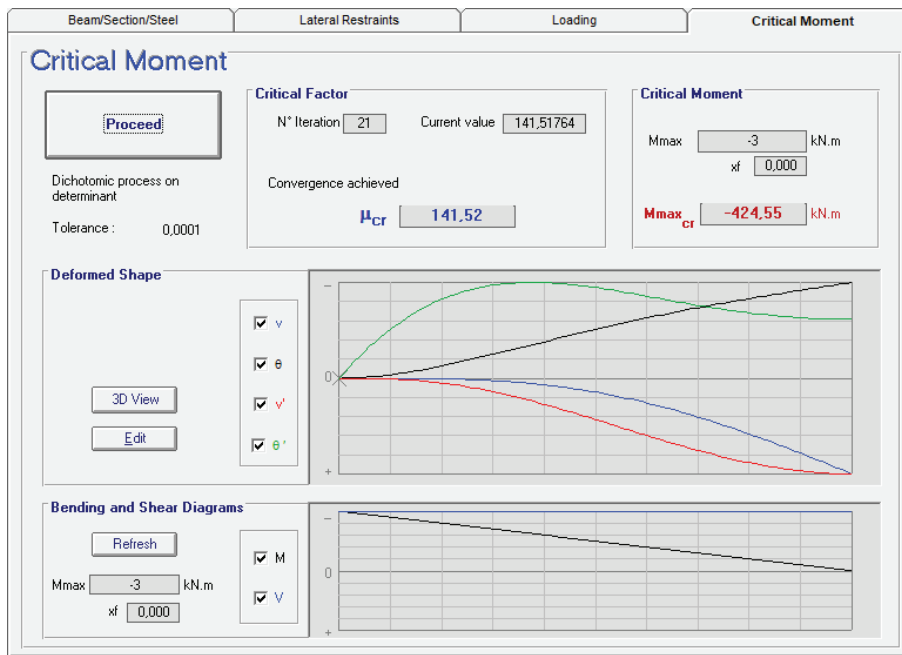 Beam/Section/Steel Lateral Restraints Loading Critical Moment
Critical Moment
Proceed
Dichotomic process on
determinant
Tolerance : 0,0001
Critical Factor
N° Iteration 21 Current value 141,51764
Convergence achieved
μcr 141,52
Critical Moment
Mmax -3 kN.m
xf 0,000
Mmax cr -424,55 kN.m
Deformed Shape
v
θ
v'
θ'
3D View
Edit
−
0
+
Bending and Shear Diagrams
Refresh
Mmax -3 kN.m
xf 0,000
M
V
−
0
+